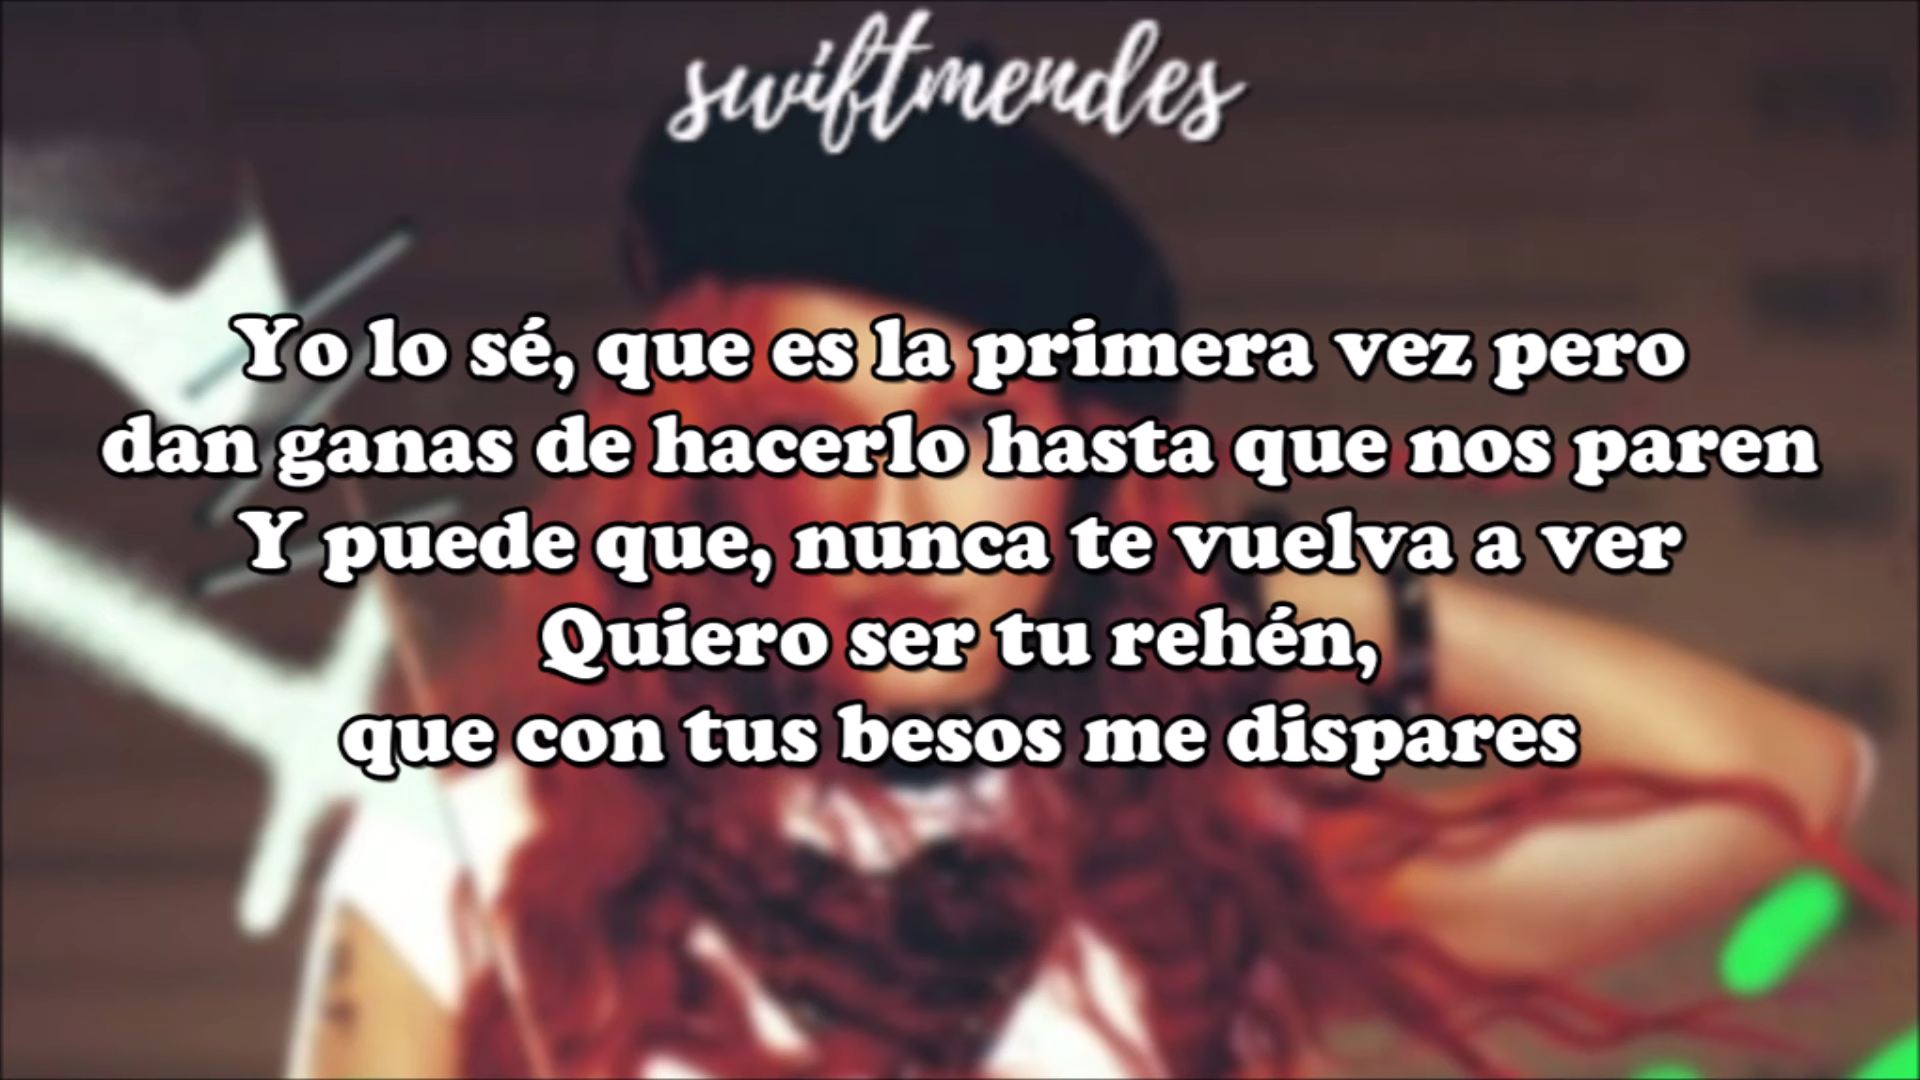 swiftmendes
Yo lo sé, que es la primera vez pero
dan ganas de hacerlo hasta que nos paren
Y puede que, nunca te vuelva a ver
Quiero ser tu rehén,
que con tus besos me dispares